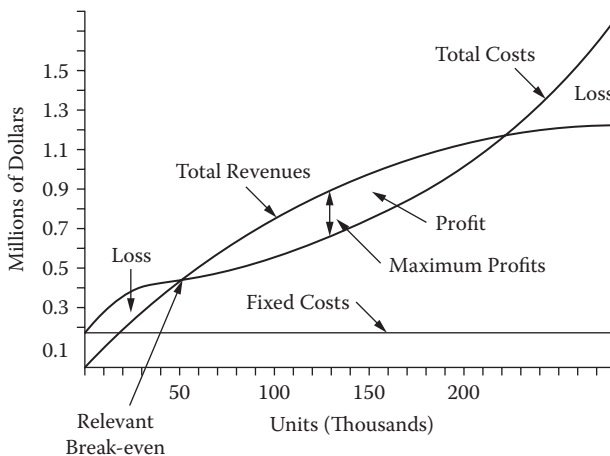 Millions of Dollars
1.5
1.3
1.1
0.9
0.7
0.5
0.3
0.1
Total Costs
Loss
Total Revenues
Profit
Loss
Maximum Profits
Fixed Costs
50
100
150
200
Relevant
Break-even
Units (Thousands)